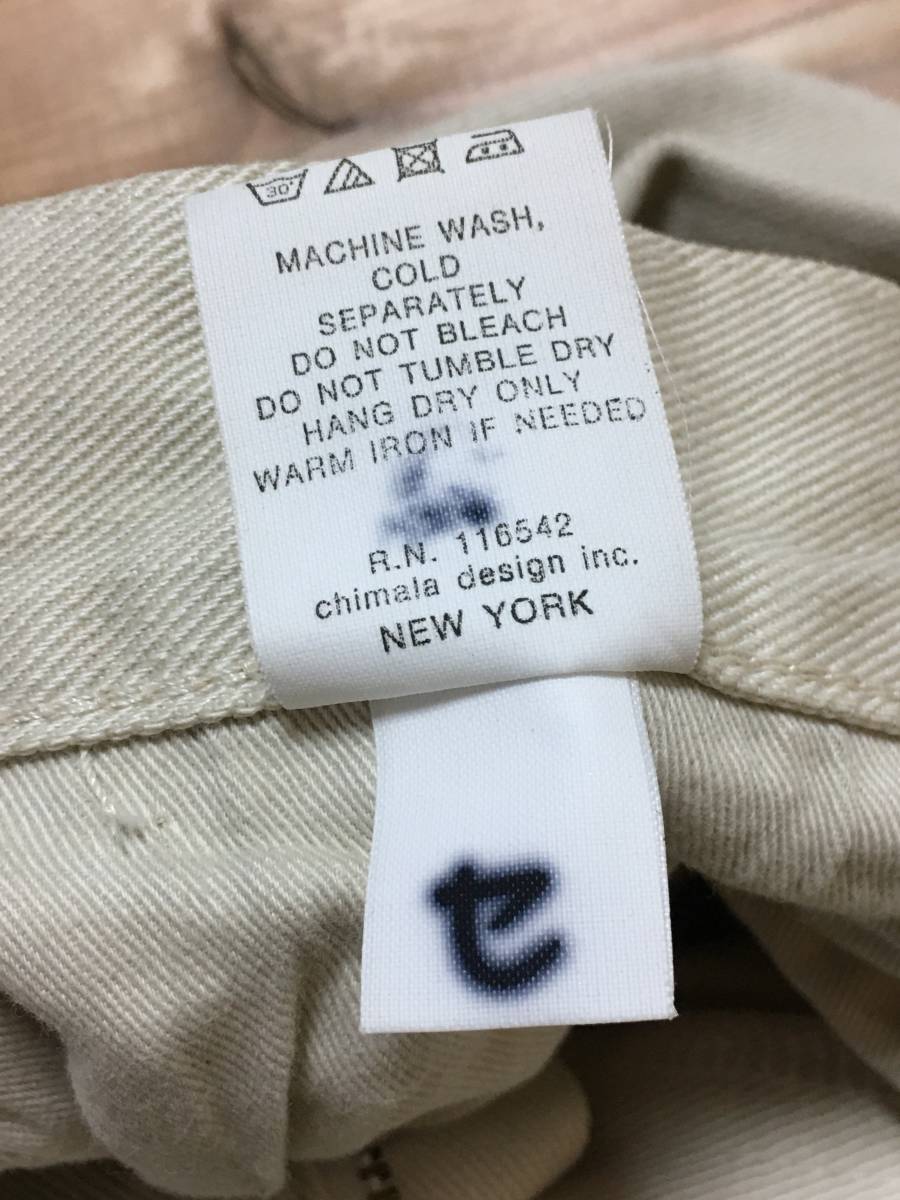 30°
MACHINE WASH,
COLD
SEPARATELY
DO NOT BLEACH
DO NOT TUMBLE DRY
HANG DRY ONLY
WARM IRON IF NEEDED
R.N. 116542
chimala design inc.
NEW YORK
セ